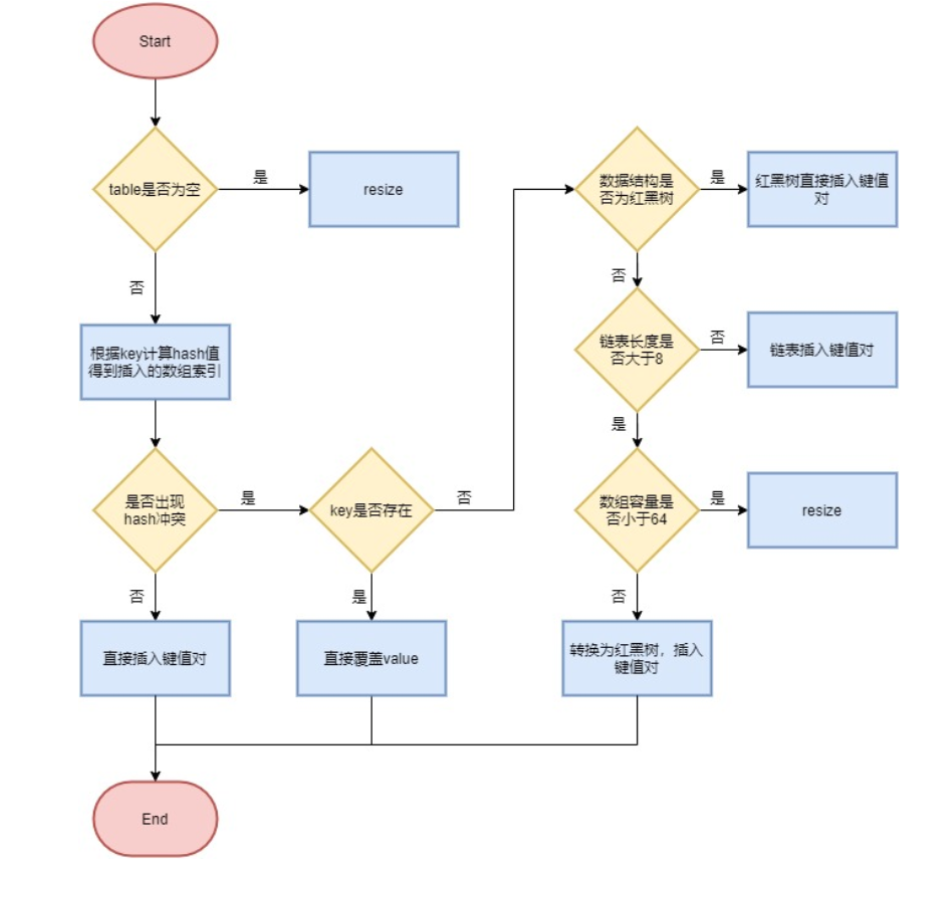 Start
table是否为空
是
resize
否
根据key计算hash值
得到插入的数组索引
是否出现
hash冲突
是
key是否存在
否
否
是
直接插入键值对
直接覆盖value
数据结构是
否为红黑树
是
红黑树直接插入键值
对
否
链表长度是
否大于8
否
链表插入键值对
是
数组容量是
否小于64
是
resize
否
转换为红黑树，插入
键值对
End